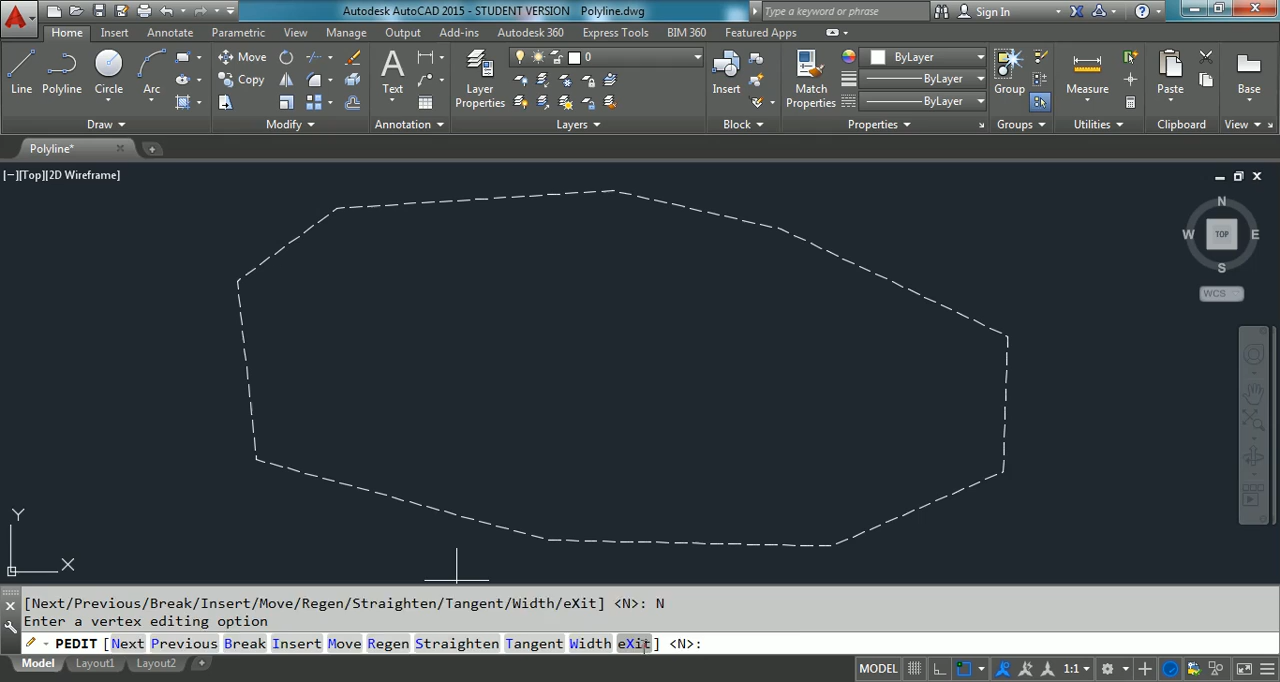 Autodesk AutoCAD 2015 - STUDENT VERSION Polyline.dwg
Type a keyword or phrase
Sign In
Home Insert Annotate Parametric View Manage Output Add-ins Autodesk 360 Express Tools BIM 360 Featured Apps
Line Polyline Circle Arc
Move
Copy
Text
Layer
Properties
0
Insert
Match
Properties
ByLayer
ByLayer
ByLayer
Group
Measure
Paste
Base
Draw Modify Annotation Layers Block Properties Groups Utilities Clipboard View
Polyline*
[−][Top][2D Wireframe]
N
W TOP E
S
WCS
Y
X
[Next/Previous/Break/Insert/Move/Regen/Straighten/Tangent/Width/eXit] <N>: N
Enter a vertex editing option
PEDIT [Next Previous Break Insert Move Regen Straighten Tangent Width eXit] <N>:
Model Layout1 Layout2 +
MODEL 1:1